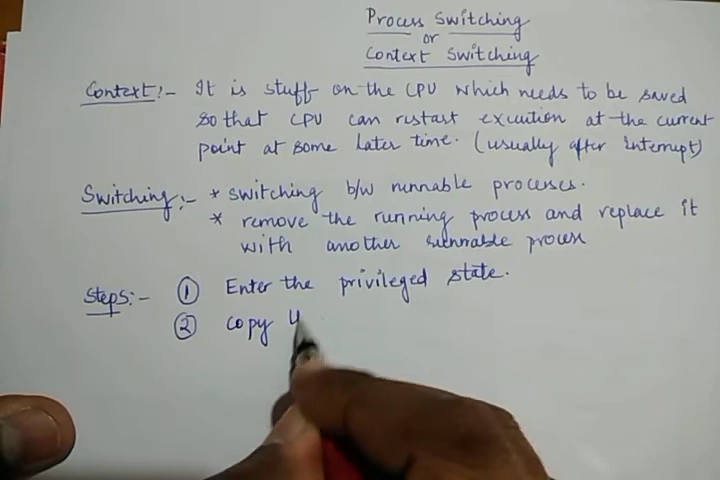 Process Switching
or
Context Switching
Context:- It is stuff on the CPU which needs to be saved
so that CPU can restart execution at the current
point at some later time. (usually after interrupt)
Switching:- * switching b/w runnable processes.
* remove the running process and replace it
with another runnable process
Steps:- ① Enter the privileged state.
② copy